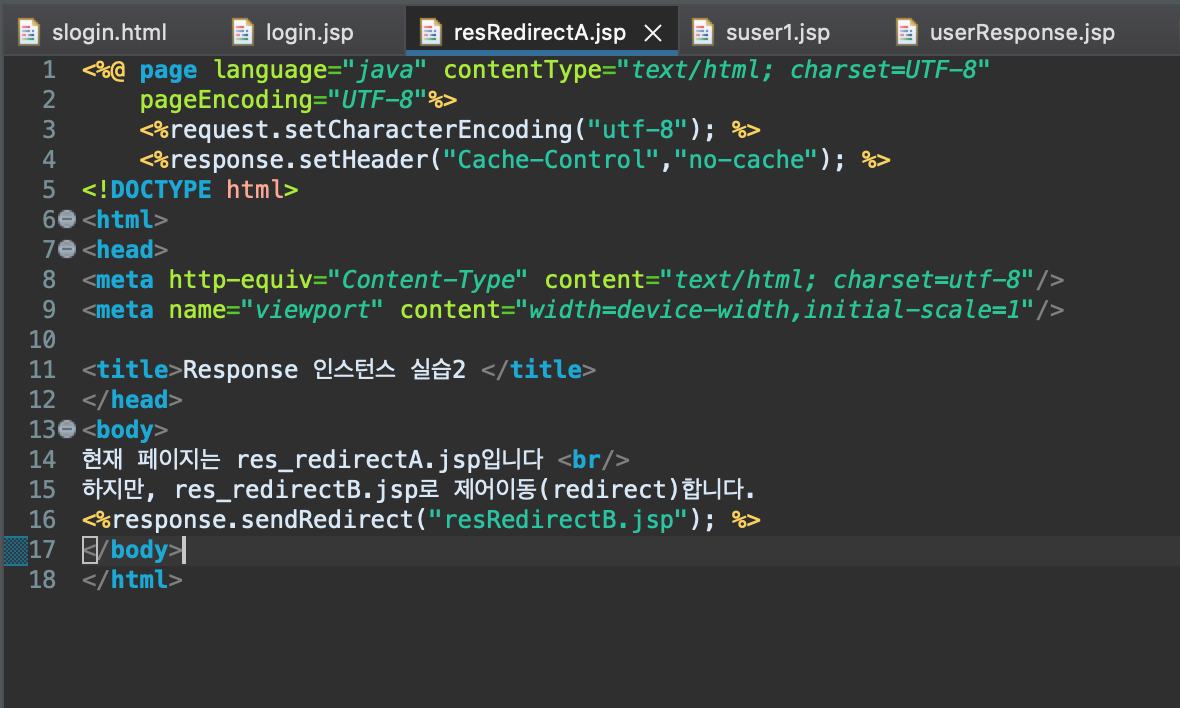 slogin.html login.jsp resRedirectA.jsp suser1.jsp userResponse.jsp
1 <%@ page language="java" contentType="text/html; charset=UTF-8"
2 pageEncoding="UTF-8"%>
3 <%request.setCharacterEncoding("utf-8"); %>
4 <%response.setHeader("Cache-Control","no-cache"); %>
5 <!DOCTYPE html>
6 <html>
7 <head>
8 <meta http-equiv="Content-Type" content="text/html; charset=utf-8"/>
9 <meta name="viewport" content="width=device-width,initial-scale=1"/>
10
11 <title>Response 인스턴스 실습2 </title>
12 </head>
13 <body>
14 현재 페이지는 res_redirectA.jsp입니다 <br/>
15 하지만, res_redirectB.jsp로 제어이동(redirect)합니다.
16 <%response.sendRedirect("resRedirectB.jsp"); %>
17 </body>
18 </html>